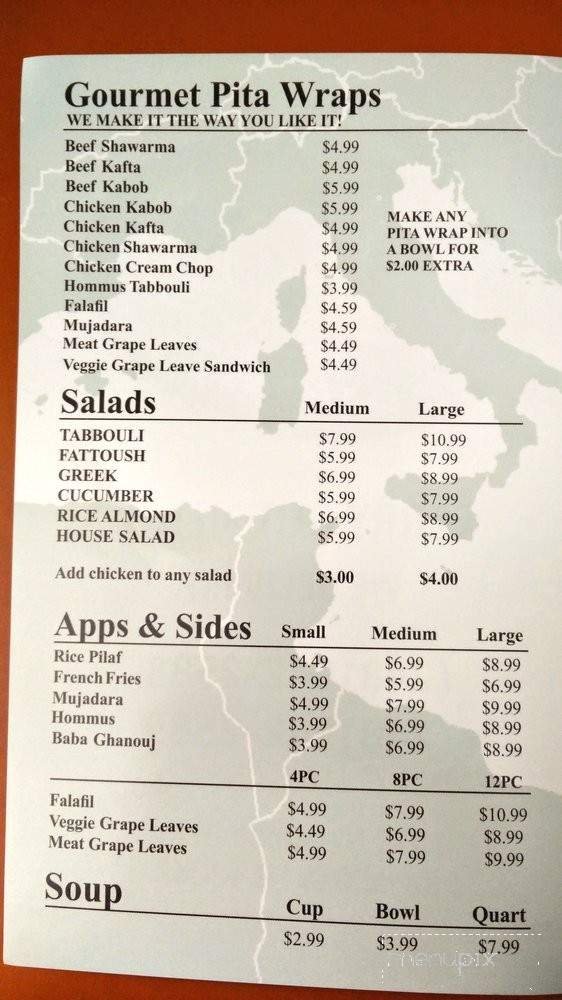 Gourmet Pita Wraps
WE MAKE IT THE WAY YOU LIKE IT!
Beef Shawarma $4.99
Beef Kafta $4.99
Beef Kabob $5.99
Chicken Kabob $5.99
Chicken Kafta $4.99
Chicken Shawarma $4.99
Chicken Cream Chop $4.99
Hommus Tabbouli $3.99
Falafil $4.59
Mujadara $4.59
Meat Grape Leaves $4.49
Veggie Grape Leave Sandwich $4.49
MAKE ANY
PITA WRAP INTO
A BOWL FOR
$2.00 EXTRA
Salads Medium Large
TABBOULI $7.99 $10.99
FATTOUSH $5.99 $7.99
GREEK $6.99 $8.99
CUCUMBER $5.99 $7.99
RICE ALMOND $6.99 $8.99
HOUSE SALAD $5.99 $7.99
Add chicken to any salad $3.00 $4.00
Apps & Sides Small Medium Large
Rice Pilaf $4.49 $6.99 $8.99
French Fries $3.99 $5.99 $6.99
Mujadara $4.99 $7.99 $9.99
Hommus $3.99 $6.99 $8.99
Baba Ghanouj $3.99 $6.99 $8.99
4PC 8PC 12PC
Falafil $4.99 $7.99 $10.99
Veggie Grape Leaves $4.49 $6.99 $8.99
Meat Grape Leaves $4.99 $7.99 $9.99
Soup Cup Bowl Quart
$2.99 $3.99 $7.99
menupix